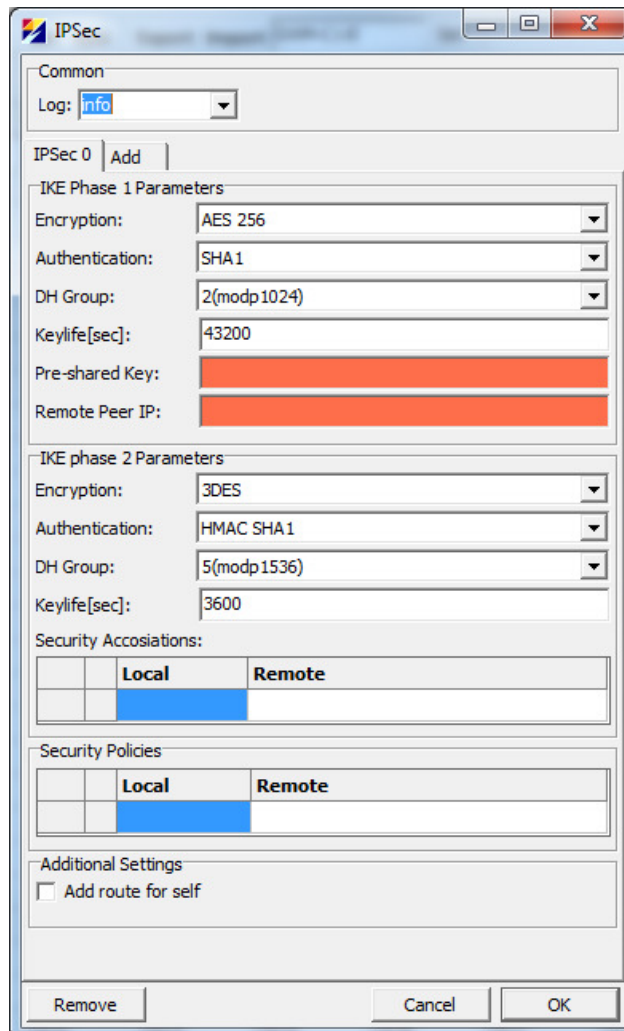 IPSec
Common
Log: info
IPSec 0 Add
IKE Phase 1 Parameters
Encryption: AES 256
Authentication: SHA1
DH Group: 2(modp1024)
Keylife[sec]: 43200
Pre-shared Key:
Remote Peer IP:
IKE phase 2 Parameters
Encryption: 3DES
Authentication: HMAC SHA1
DH Group: 5(modp1536)
Keylife[sec]: 3600
Security Accosiations:
Local Remote
Security Policies
Local Remote
Additional Settings
Add route for self
Remove Cancel OK